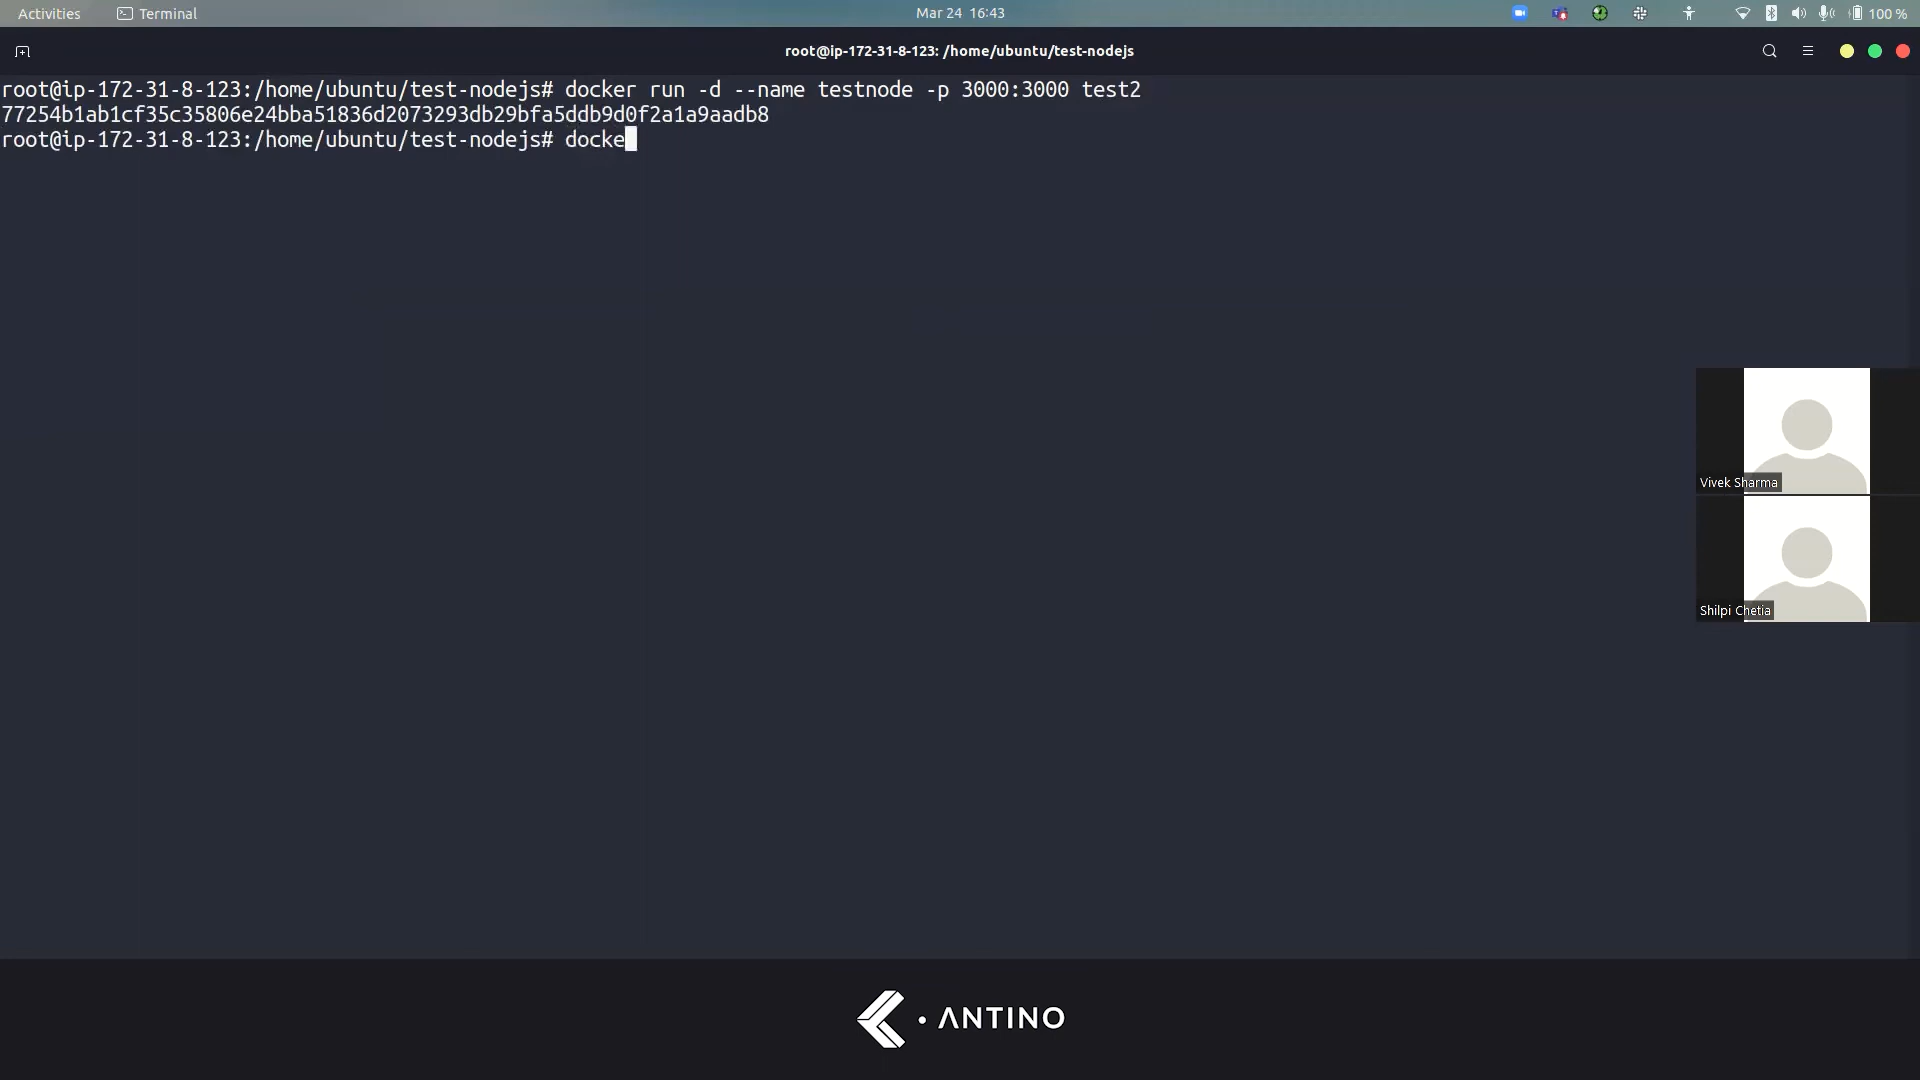 Activities
Terminal
Mar 24 16:43
100 %
root@ip-172-31-8-123: /home/ubuntu/test-nodejs
root@ip-172-31-8-123:/home/ubuntu/test-nodejs# docker run -d --name testnode -p 3000:3000 test2
77254b1ab1cf35c35806e24bba51836d2073293db29bfa5ddb9d0f2a1a9aadb8
root@ip-172-31-8-123:/home/ubuntu/test-nodejs# docke
Vivek Sharma
Shilpi Chetia
ANTINO